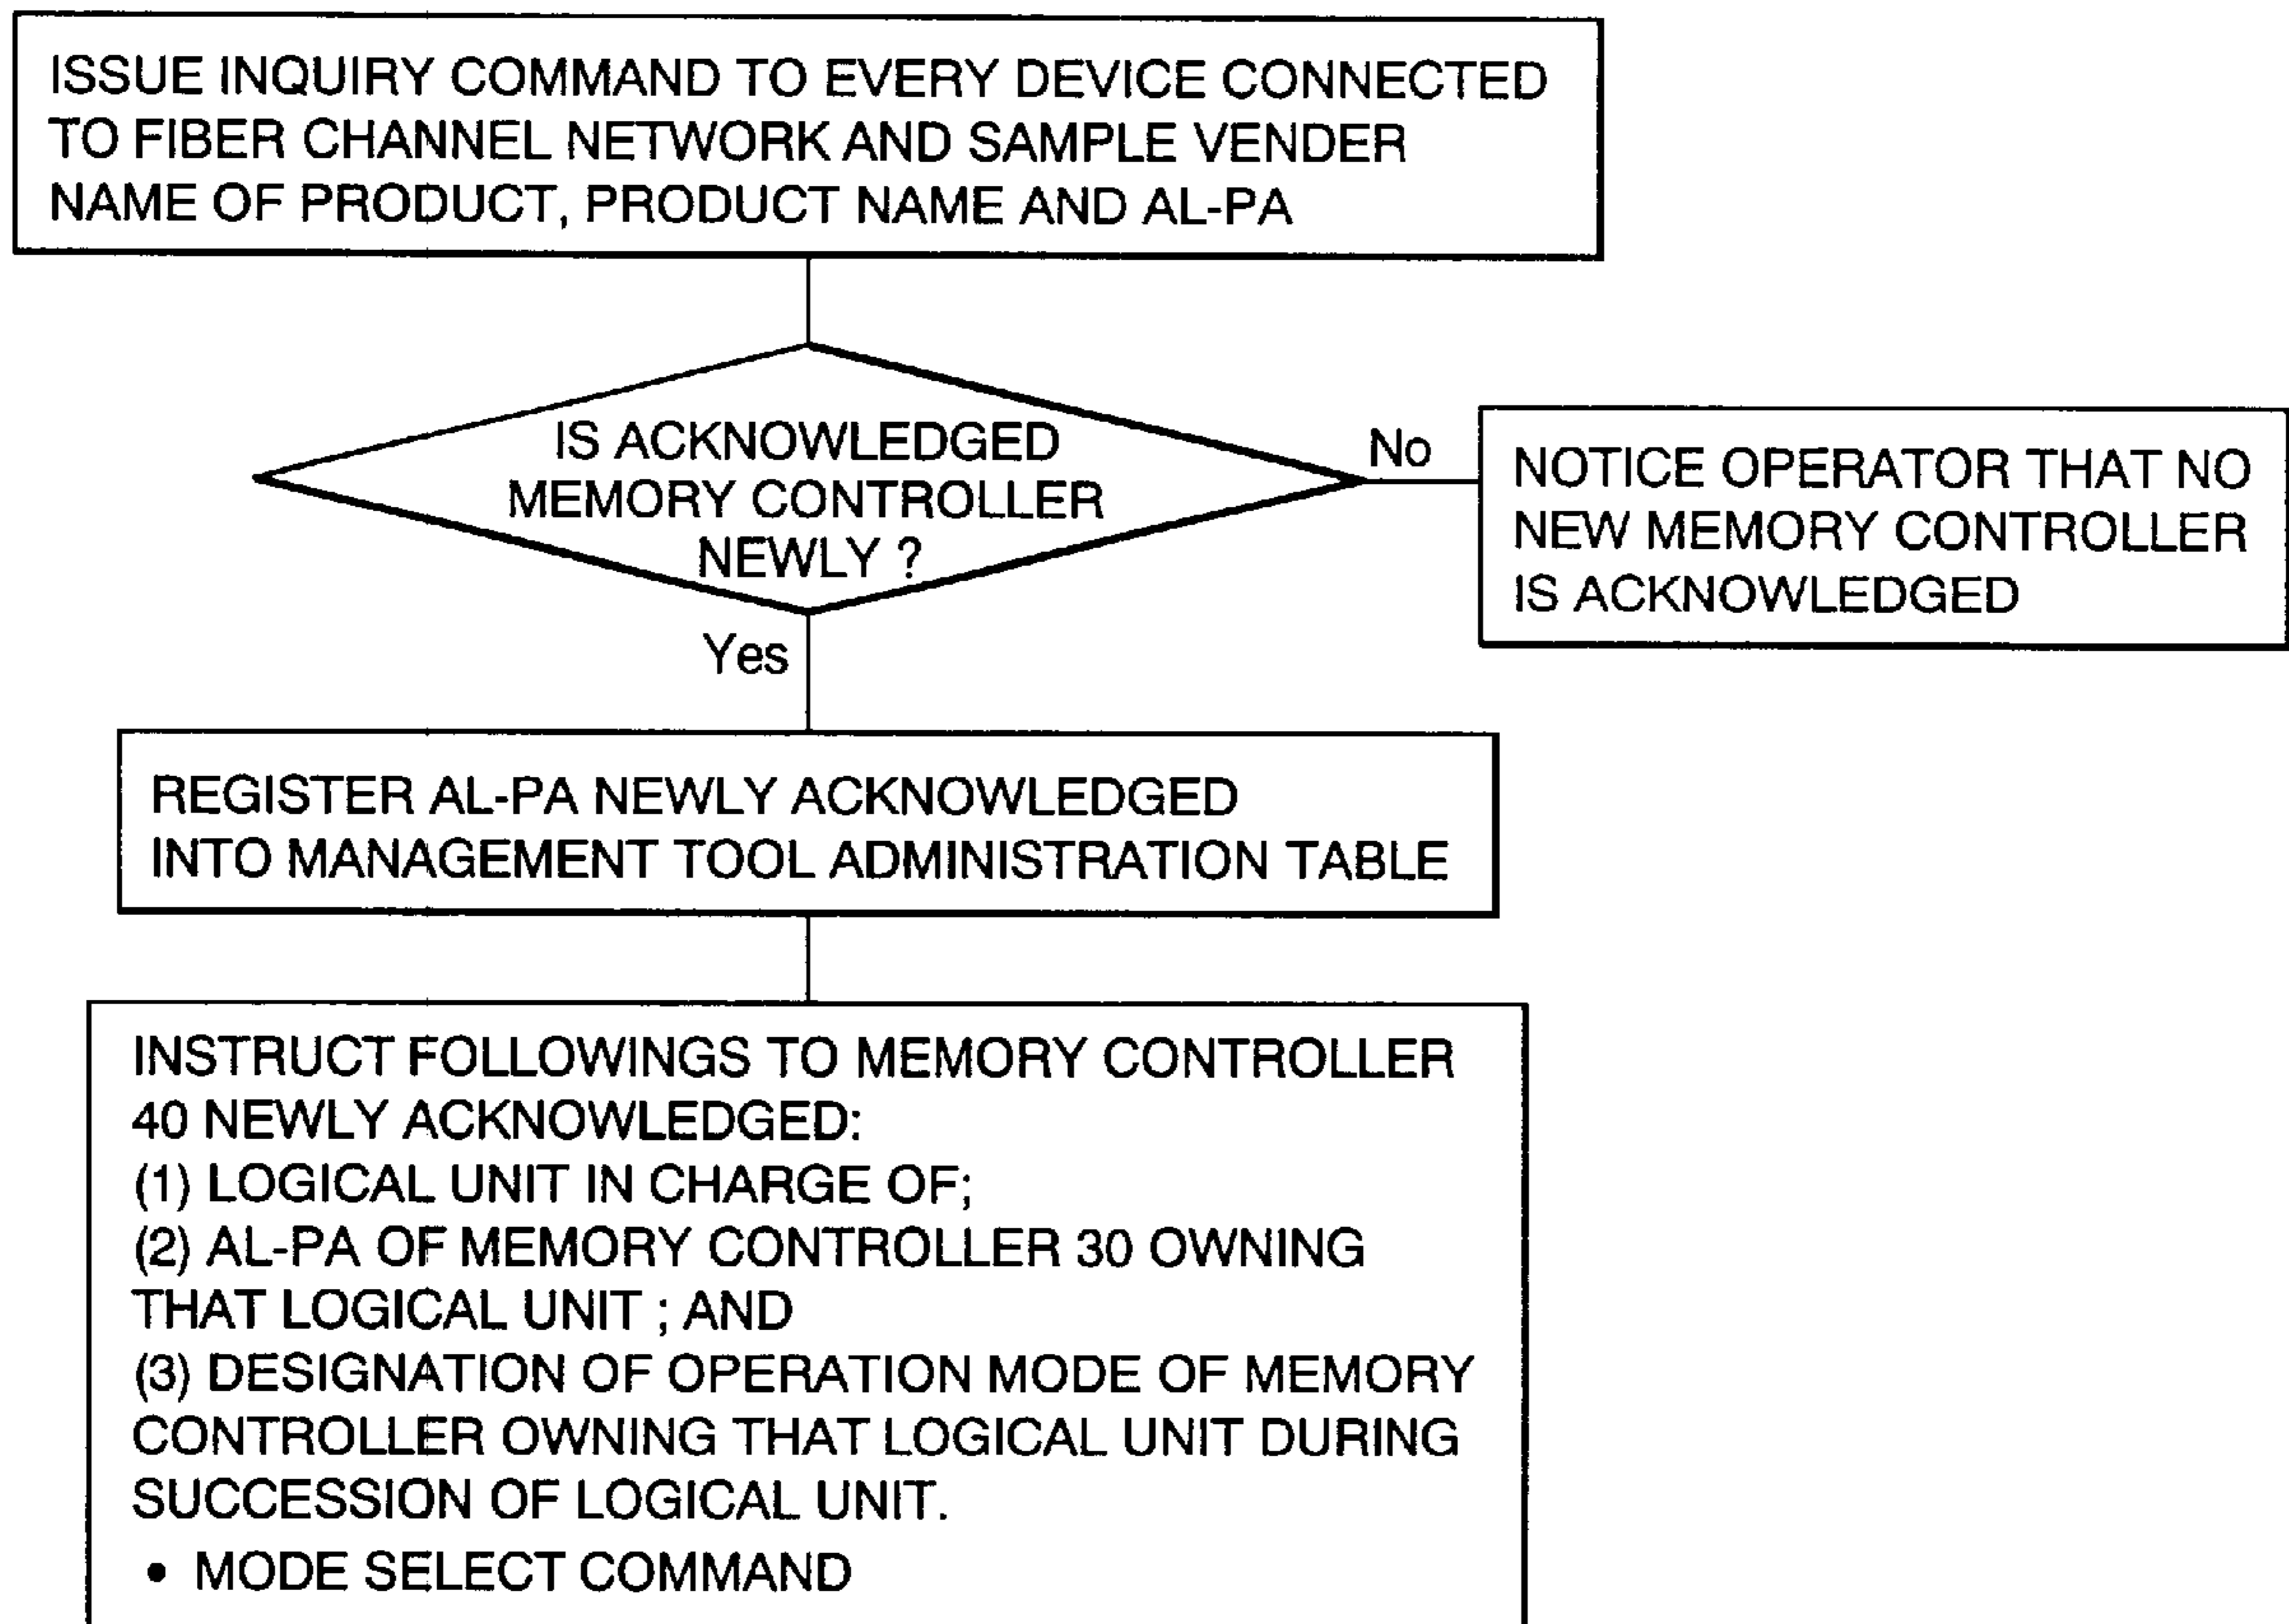 ISSUE INQUIRY COMMAND TO EVERY DEVICE CONNECTED
TO FIBER CHANNEL NETWORK AND SAMPLE VENDER
NAME OF PRODUCT, PRODUCT NAME AND AL-PA
IS ACKNOWLEDGED
MEMORY CONTROLLER
NEWLY ?
No
NOTICE OPERATOR THAT NO
NEW MEMORY CONTROLLER
IS ACKNOWLEDGED
Yes
REGISTER AL-PA NEWLY ACKNOWLEDGED
INTO MANAGEMENT TOOL ADMINISTRATION TABLE
INSTRUCT FOLLOWINGS TO MEMORY CONTROLLER
40 NEWLY ACKNOWLEDGED:
(1) LOGICAL UNIT IN CHARGE OF;
(2) AL-PA OF MEMORY CONTROLLER 30 OWNING
THAT LOGICAL UNIT ; AND
(3) DESIGNATION OF OPERATION MODE OF MEMORY
CONTROLLER OWNING THAT LOGICAL UNIT DURING
SUCCESSION OF LOGICAL UNIT.
• MODE SELECT COMMAND